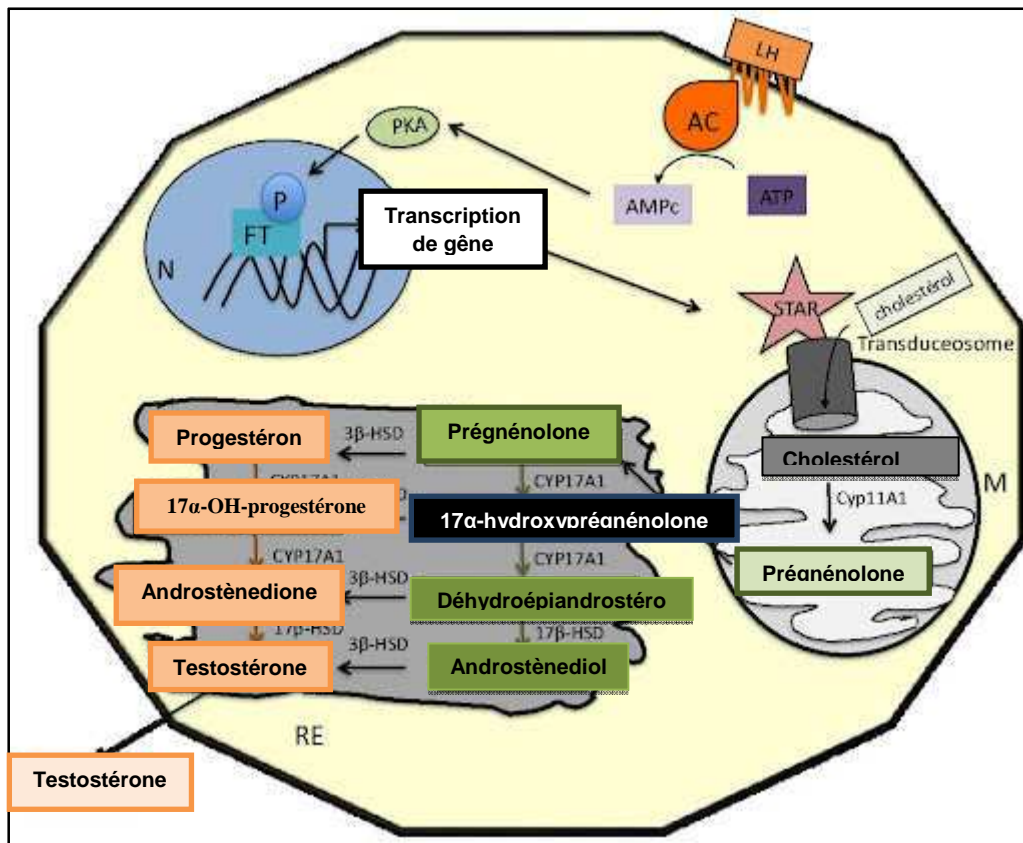 LH
AC
PKA
AMPc
ATP
P
FT
N
Transcription
de gêne
STAR
cholestérol
Transduceosome
Progestéron
3β-HSD
Prégnénolone
Cholestérol
M
CYP17A1
CYP17A1
Cyp11A1
17α-OH-progestérone
17α-hydroxyprégnénolone
CYP17A1
CYP17A1
Prégnénolone
Androstènedione
3β-HSD
Déhydroépiandrostéro
17β-HSD
17β-HSD
Testostérone
3β-HSD
Androstènediol
RE
Testostérone